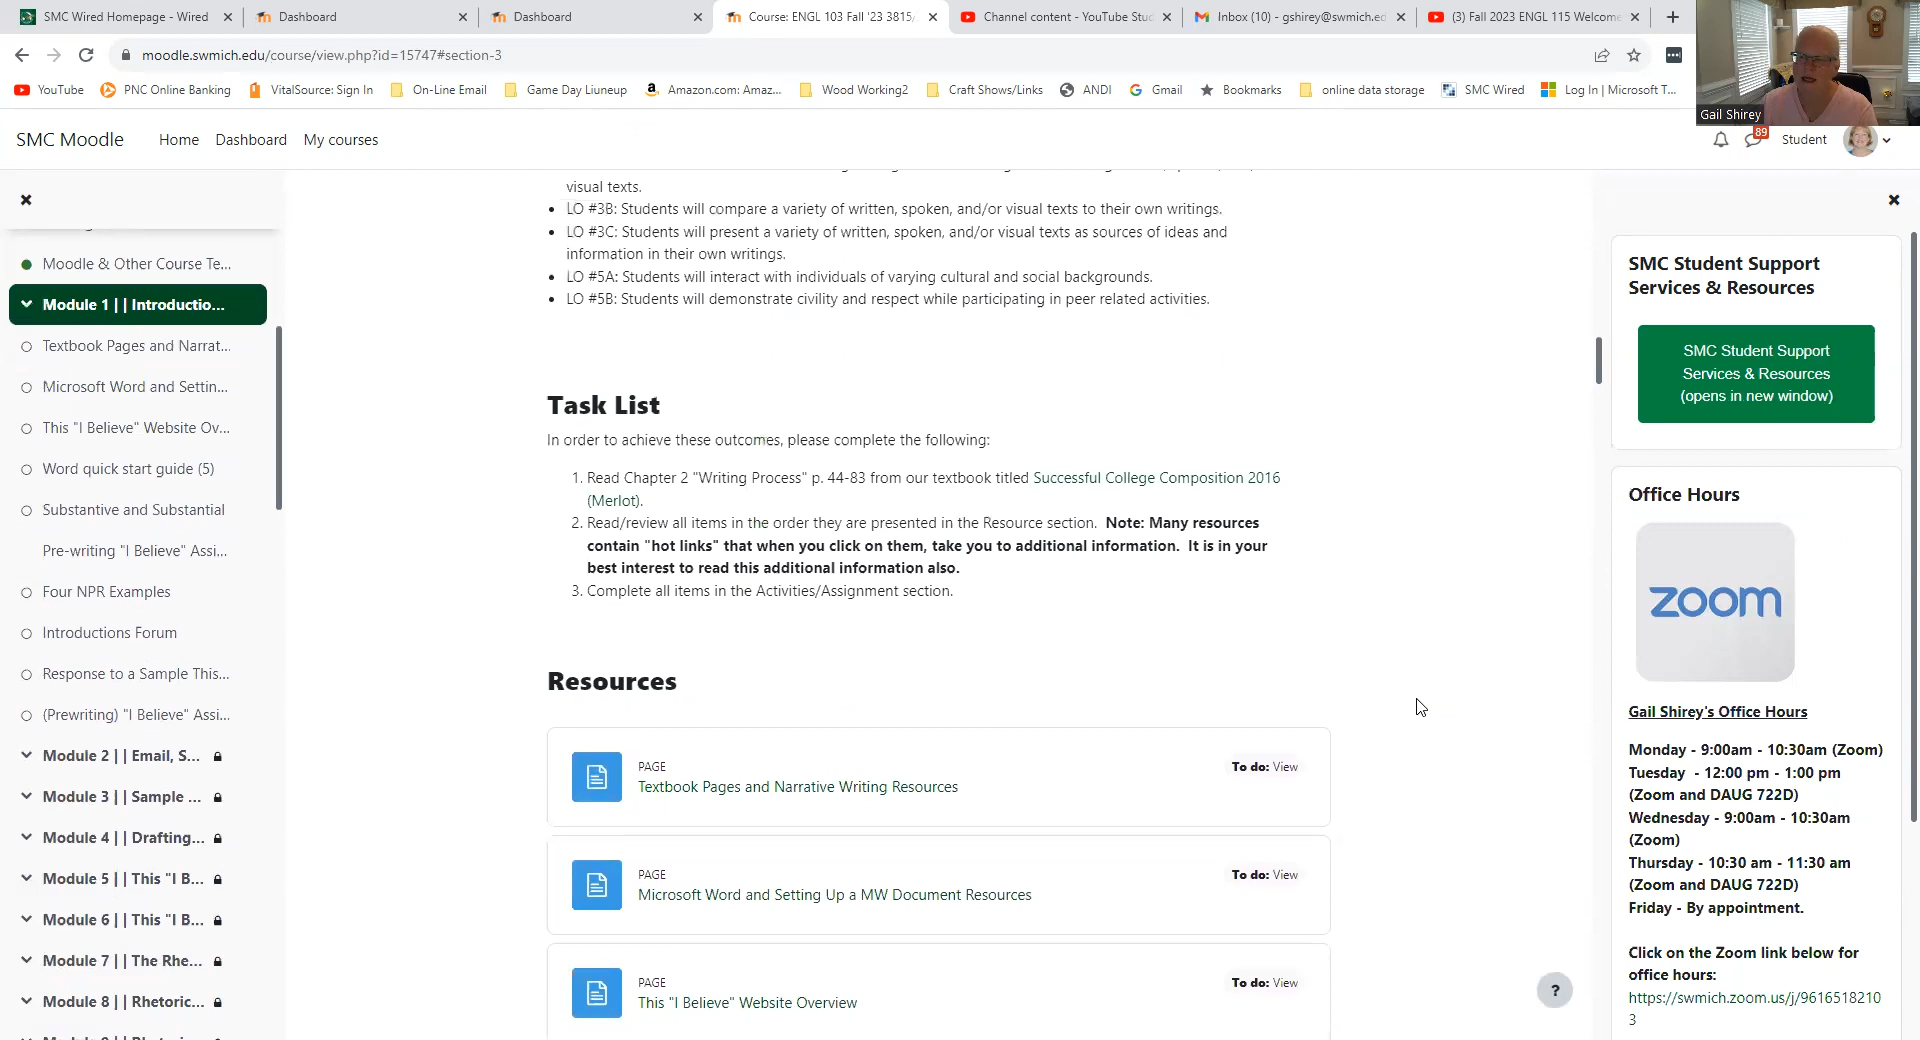 SMC Wired Homepage - Wired
Dashboard
Dashboard
Course: ENGL 103 Fall '23 3815/
Channel content - YouTube Stud
Inbox (10) - gshirey@swmich.ed
(3) Fall 2023 ENGL 115 Welcome
moodle.swmich.edu/course/view.php?id=15747#section-3
YouTube
PNC Online Banking
VitalSource: Sign In
On-Line Email
Game Day Liuneup
Amazon.com: Amaz...
Wood Working2
Craft Shows/Links
ANDI
Gmail
Bookmarks
online data storage
SMC Wired
Log In | Microsoft T...
Gail Shirey
SMC Moodle
Home
Dashboard
My courses
89
Student
Moodle & Other Course Te...
Module 1 | | Introductio...
Textbook Pages and Narrat...
Microsoft Word and Settin...
This "I Believe" Website Ov...
Word quick start guide (5)
Substantive and Substantial
Pre-writing "I Believe" Assi...
Four NPR Examples
Introductions Forum
Response to a Sample This...
(Prewriting) "I Believe" Assi...
Module 2 | | Email, S...
Module 3 | | Sample ...
Module 4 | | Drafting...
Module 5 | | This "I B...
Module 6 | | This "I B...
Module 7 | | The Rhe...
Module 8 | | Rhetoric...
visual texts.
• LO #3B: Students will compare a variety of written, spoken, and/or visual texts to their own writings.
• LO #3C: Students will present a variety of written, spoken, and/or visual texts as sources of ideas and
information in their own writings.
• LO #5A: Students will interact with individuals of varying cultural and social backgrounds.
• LO #5B: Students will demonstrate civility and respect while participating in peer related activities.
Task List
In order to achieve these outcomes, please complete the following:
1. Read Chapter 2 "Writing Process" p. 44-83 from our textbook titled Successful College Composition 2016
(Merlot).
2. Read/review all items in the order they are presented in the Resource section. Note: Many resources
contain "hot links" that when you click on them, take you to additional information. It is in your
best interest to read this additional information also.
3. Complete all items in the Activities/Assignment section.
Resources
PAGE
Textbook Pages and Narrative Writing Resources
To do: View
PAGE
Microsoft Word and Setting Up a MW Document Resources
To do: View
PAGE
This "I Believe" Website Overview
To do: View
?
SMC Student Support
Services & Resources
SMC Student Support
Services & Resources
(opens in new window)
Office Hours
zoom
Gail Shirey's Office Hours
Monday - 9:00am - 10:30am (Zoom)
Tuesday - 12:00 pm - 1:00 pm
(Zoom and DAUG 722D)
Wednesday - 9:00am - 10:30am
(Zoom)
Thursday - 10:30 am - 11:30 am
(Zoom and DAUG 722D)
Friday - By appointment.
Click on the Zoom link below for
office hours:
https://swmich.zoom.us/j/9616518210
3